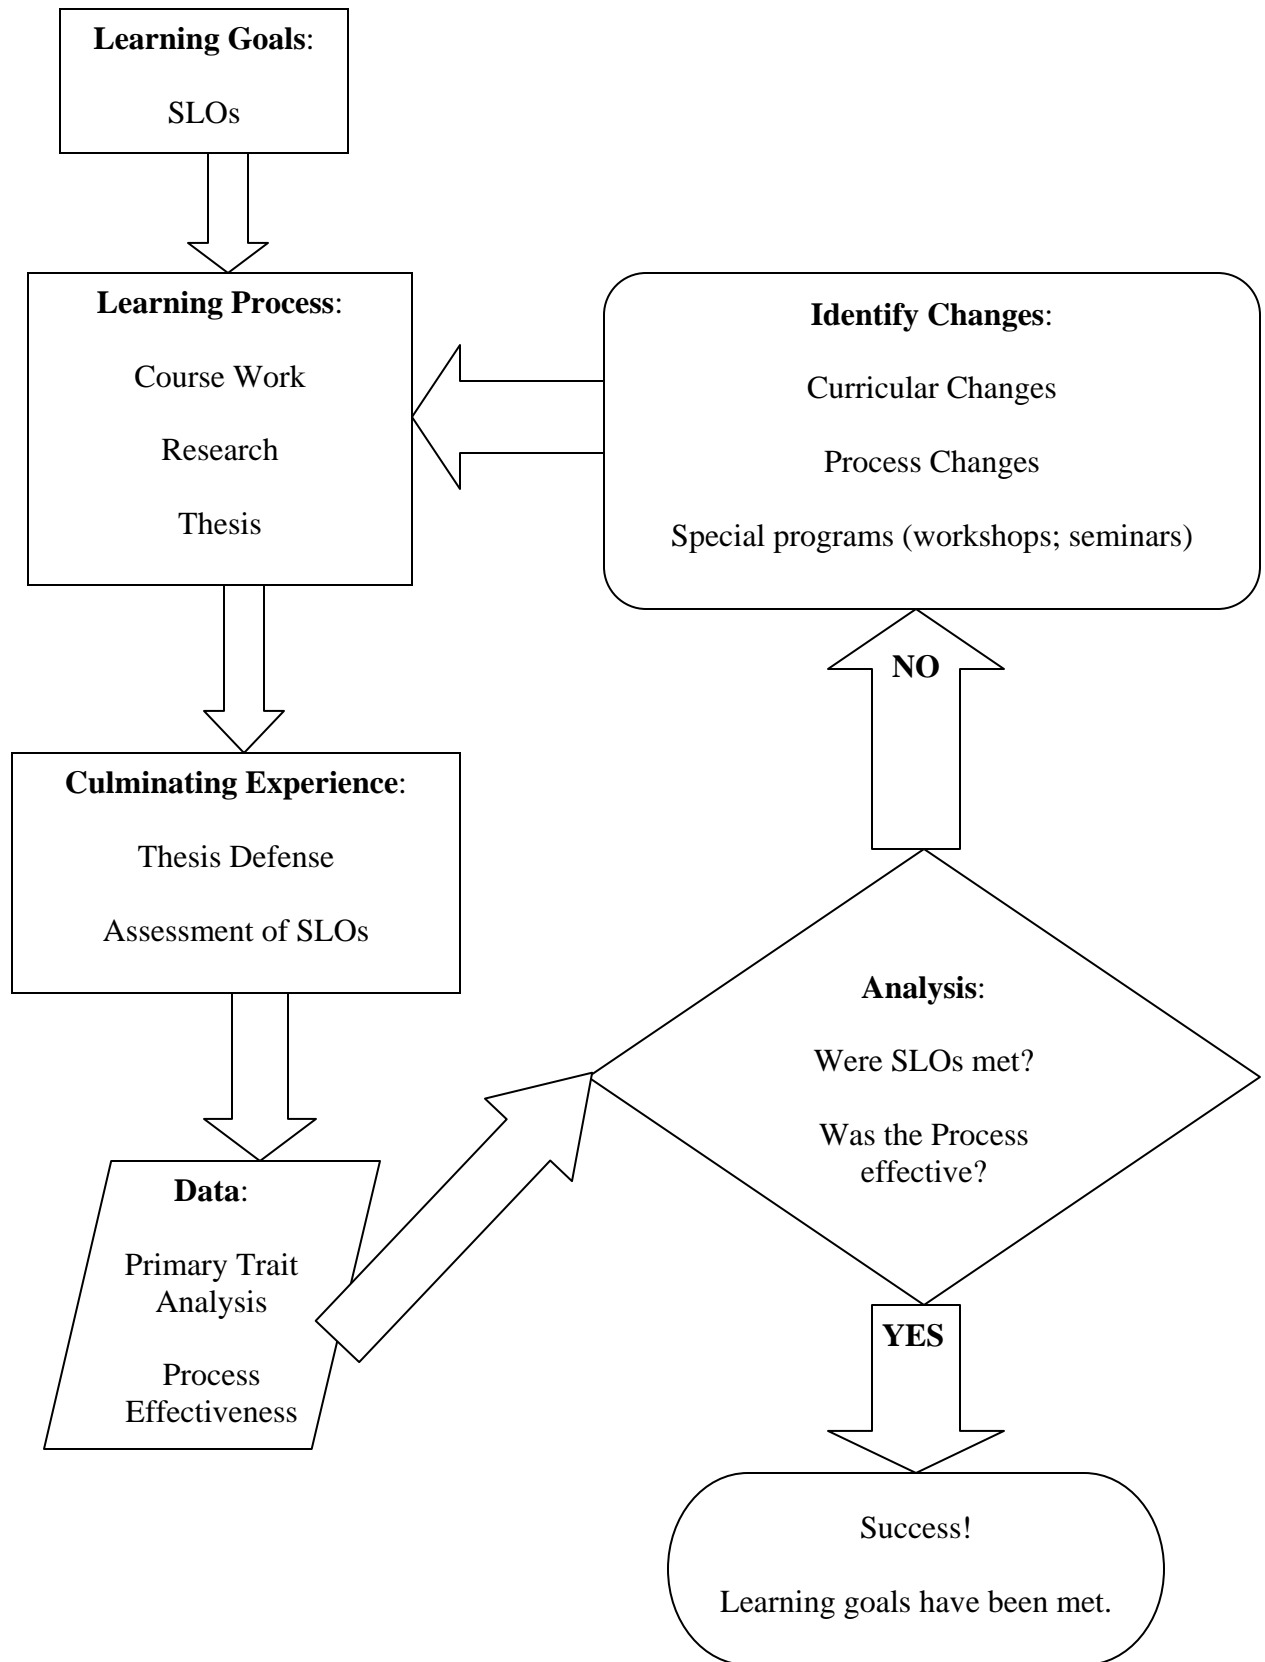 Learning Goals:
SLOs
Learning Process:
Course Work
Research
Thesis
Identify Changes:
Curricular Changes
Process Changes
Special programs (workshops; seminars)
NO
Culminating Experience:
Thesis Defense
Assessment of SLOs
Analysis:
Were SLOs met?
Was the Process
effective?
Data:
Primary Trait
Analysis
Process
Effectiveness
YES
Success!
Learning goals have been met.